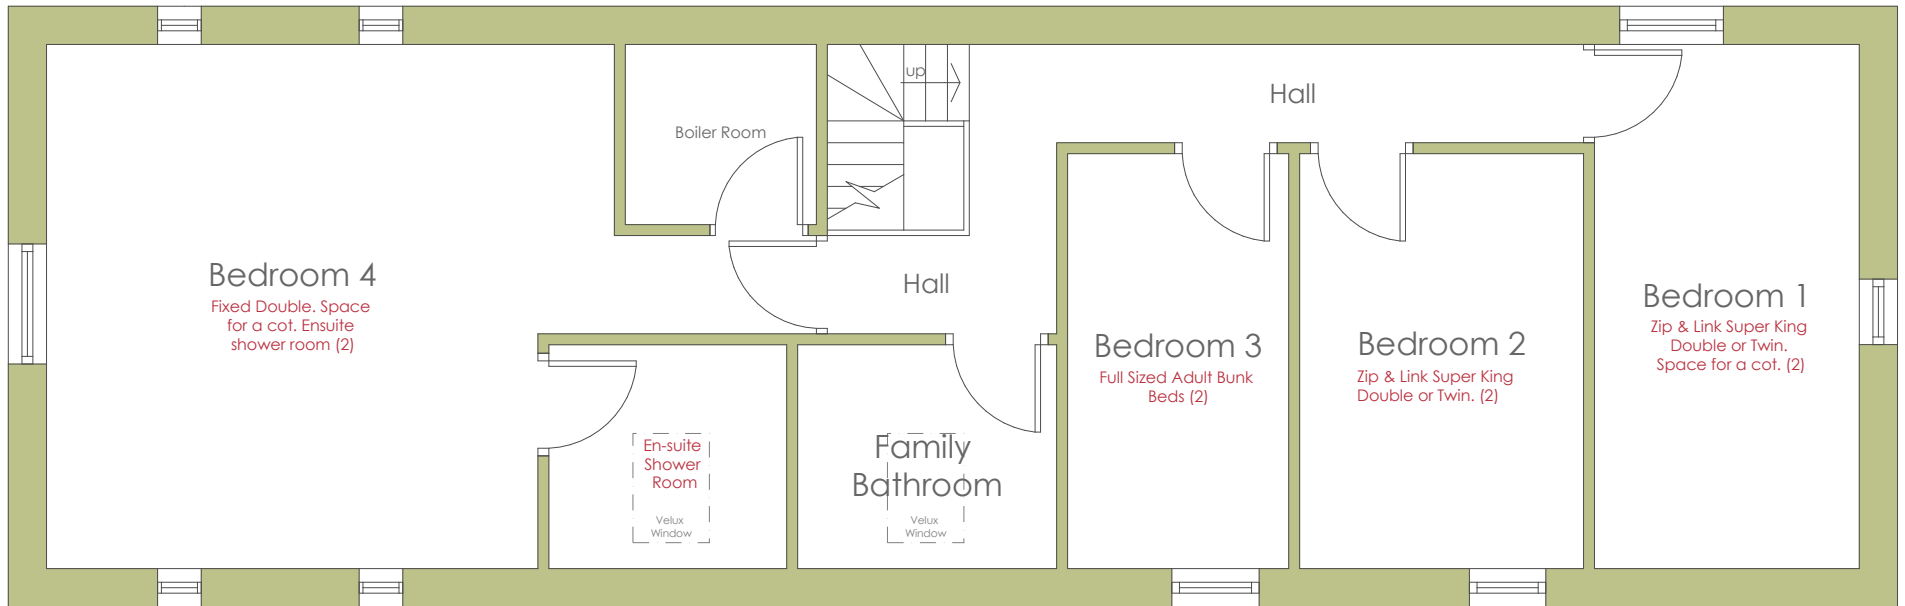 up
Hall
Boiler Room
Bedroom 4
Fixed Double. Space
for a cot. Ensuite
shower room (2)
Hall
Bedroom 3
Full Sized Adult Bunk
Beds (2)
Bedroom 2
Zip & Link Super King
Double or Twin. (2)
Bedroom 1
Zip & Link Super King
Double or Twin.
Space for a cot. (2)
En-suite
Shower
Room
Velux
Window
Family
Bathroom
Velux
Window